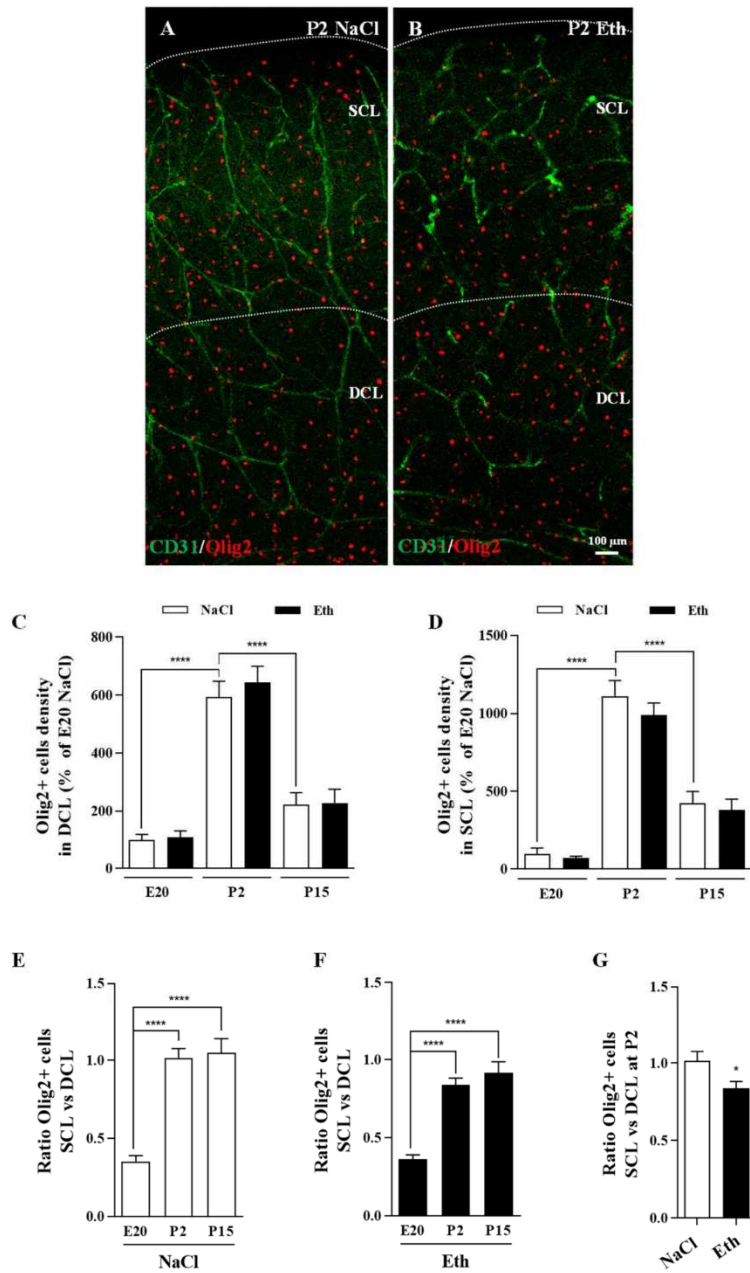 A P2 NaCl
SCL
DCL
CD31/Olig2
B P2 Eth
SCL
DCL
CD31/Olig2
100 µm
C
NaCl Eth
Olig2+ cells density
in DCL (% of E20 NaCl)
800
600
400
200
0
****
****
E20 P2 P15
D
NaCl Eth
Olig2+ cells density
in SCL (% of E20 NaCl)
1500
1000
500
0
****
****
E20 P2 P15
E
Ratio Olig2+ cells
SCL vs DCL
1.5
1.0
0.5
0.0
****
****
E20 P2 P15
NaCl
F
Ratio Olig2+ cells
SCL vs DCL
1.5
1.0
0.5
0.0
****
****
E20 P2 P15
Eth
G
Ratio Olig2+ cells
SCL vs DCL at P2
1.5
1.0
0.5
0.0
*
NaCl Eth